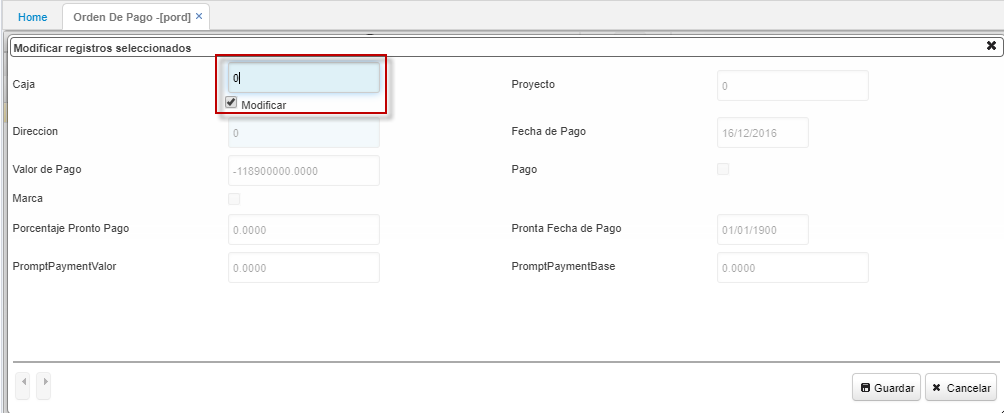 Home Orden De Pago -[pord] ×
Modificar registros seleccionados ✖
Caja 0 Proyecto 0
Modificar
Direccion 0 Fecha de Pago 16/12/2016
Valor de Pago -118900000.0000 Pago
Marca
Porcentaje Pronto Pago 0.0000 Pronta Fecha de Pago 01/01/1900
PromptPaymentValor 0.0000 PromptPaymentBase 0.0000
Guardar ✖ Cancelar